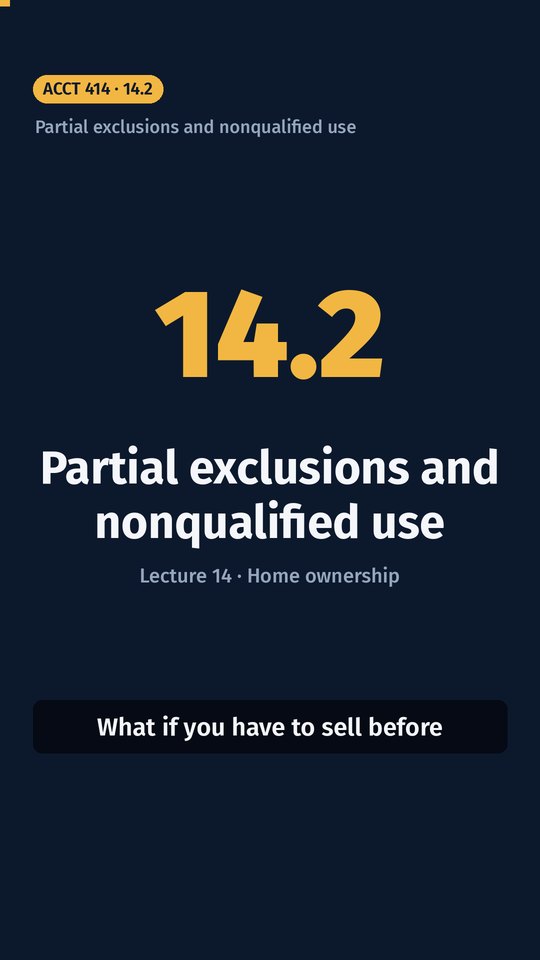 ACCT 414 · 14.2
Partial exclusions and nonqualified use
14.2
Partial exclusions and
nonqualified use
Lecture 14 · Home ownership
What if you have to sell before